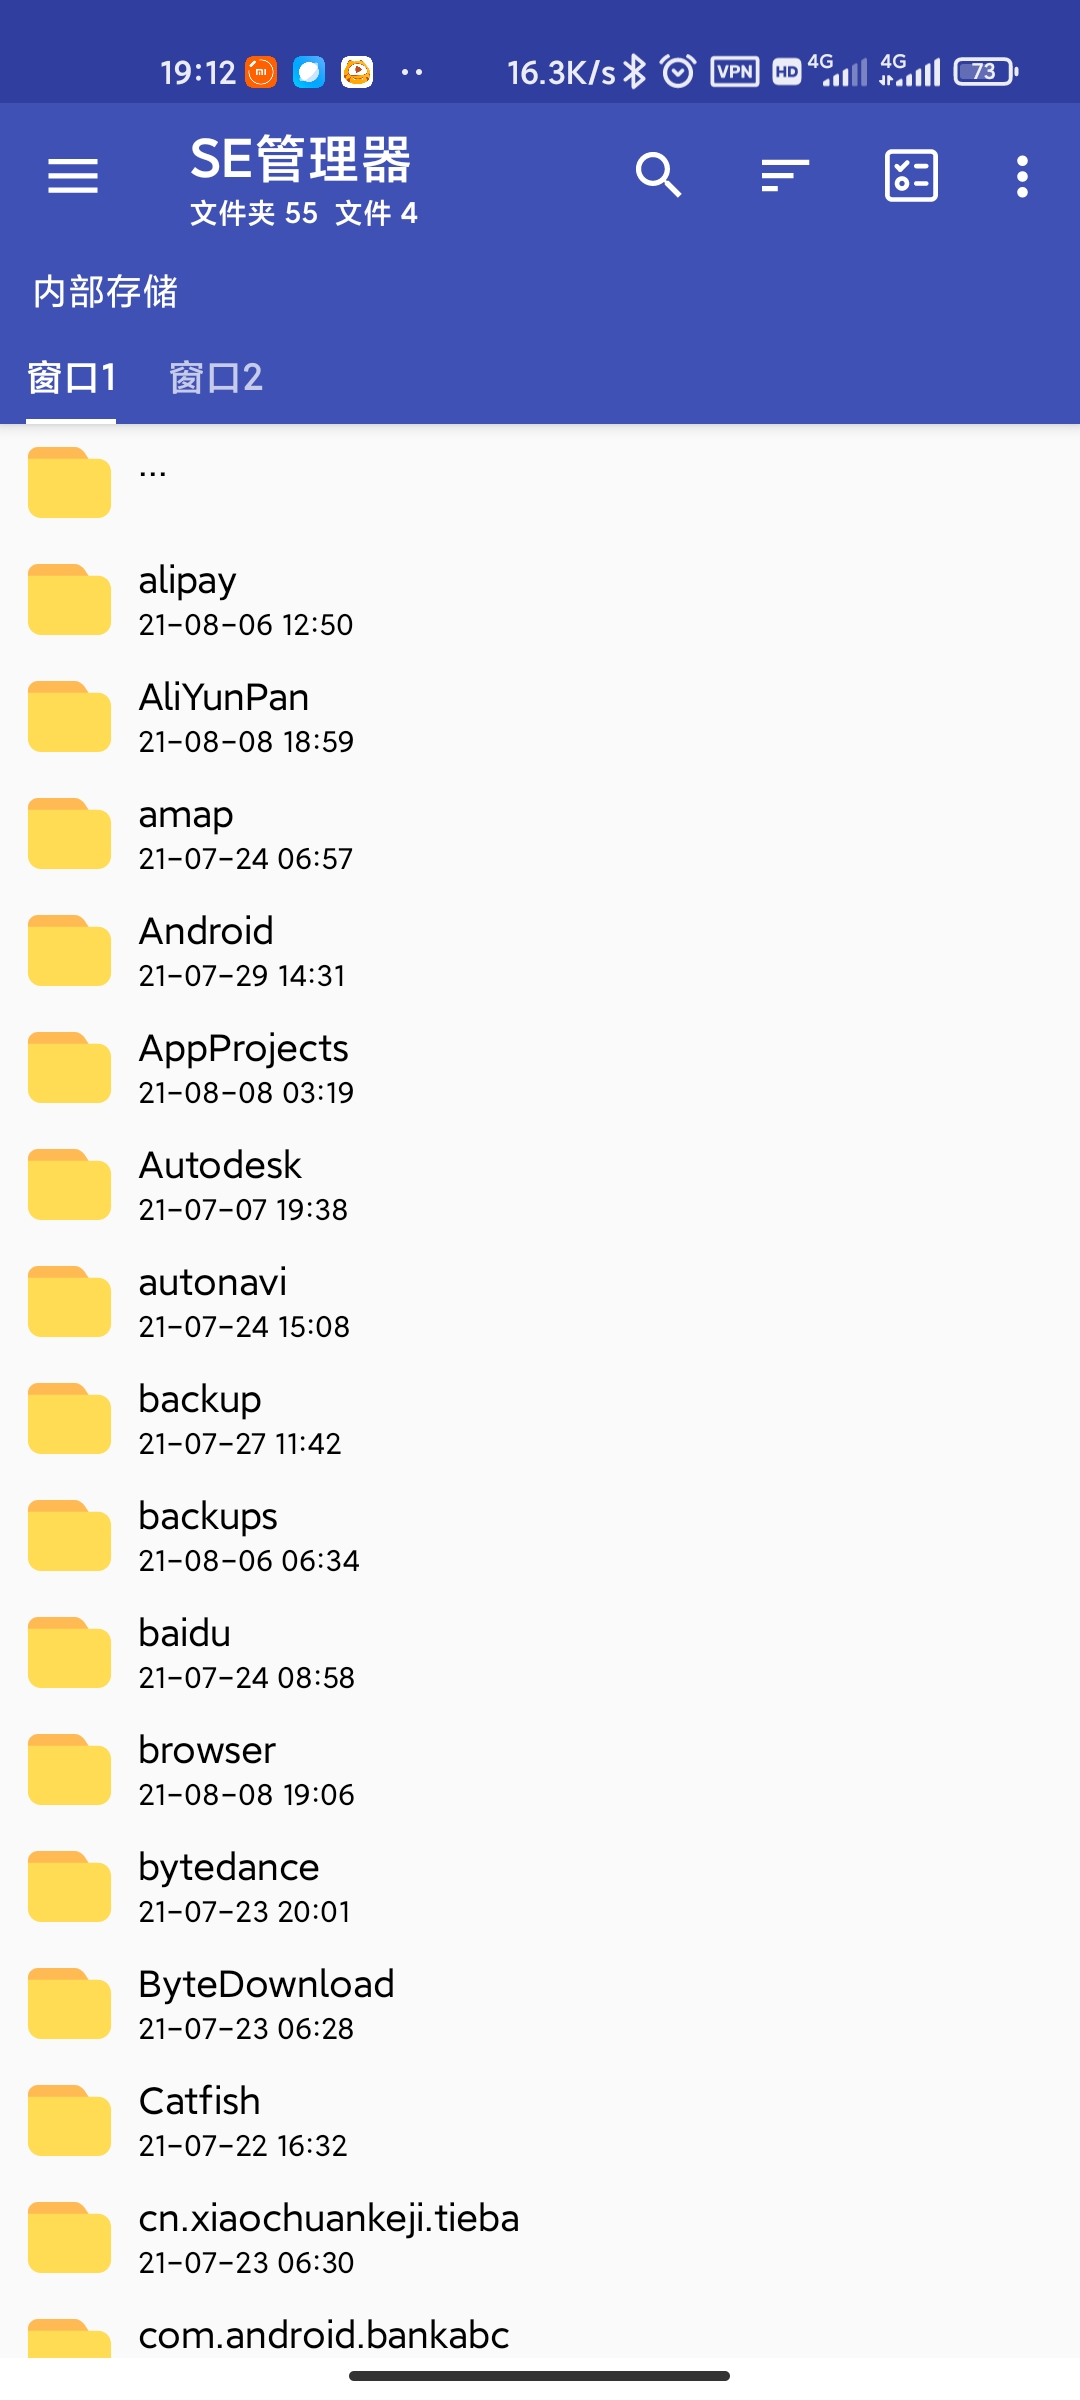 19:12 16.3K/s VPN HD 4G 4G 73
SE管理器
文件夹 55 文件 4
内部存储
窗口1 窗口2
...
alipay
21-08-06 12:50
AliYunPan
21-08-08 18:59
amap
21-07-24 06:57
Android
21-07-29 14:31
AppProjects
21-08-08 03:19
Autodesk
21-07-07 19:38
autonavi
21-07-24 15:08
backup
21-07-27 11:42
backups
21-08-06 06:34
baidu
21-07-24 08:58
browser
21-08-08 19:06
bytedance
21-07-23 20:01
ByteDownload
21-07-23 06:28
Catfish
21-07-22 16:32
cn.xiaochuankeji.tieba
21-07-23 06:30
com.android.bankabc